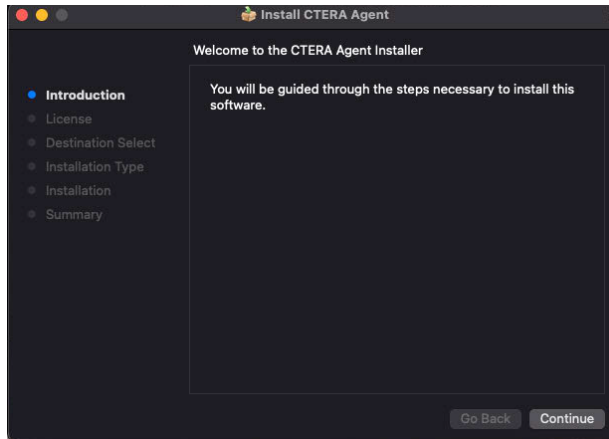 Install CTERA Agent
Welcome to the CTERA Agent Installer
Introduction
License
Destination Select
Installation Type
Installation
Summary
You will be guided through the steps necessary to install this
software.
Go Back
Continue